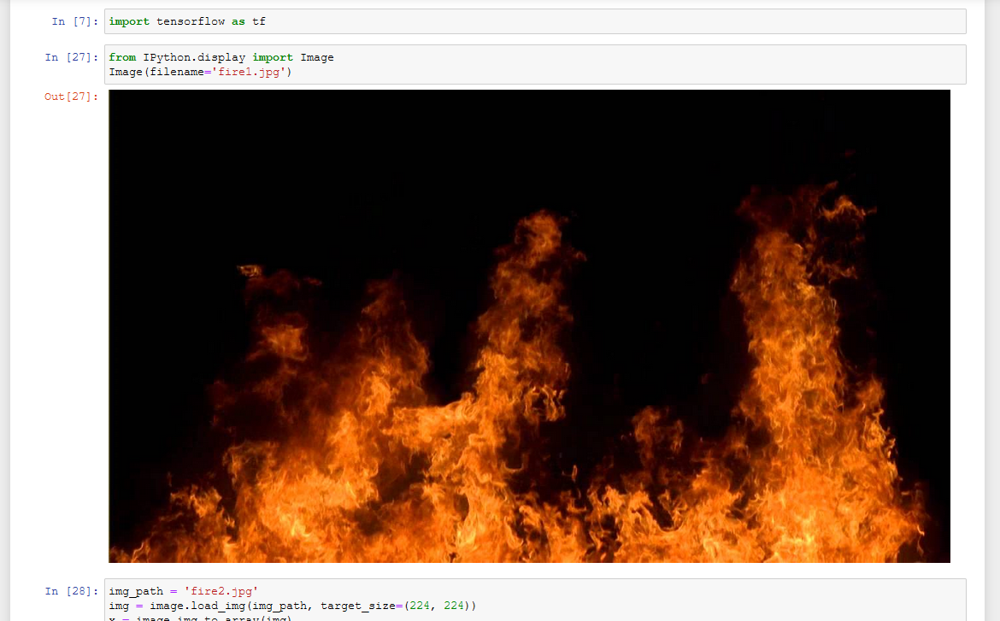 In [7]: import tensorflow as tf
In [27]: from IPython.display import Image
Image(filename='fire1.jpg')
Out[27]:
In [28]: img_path = 'fire2.jpg'
img = image.load_img(img_path, target_size=(224, 224))
x = image.img_to_array(img)